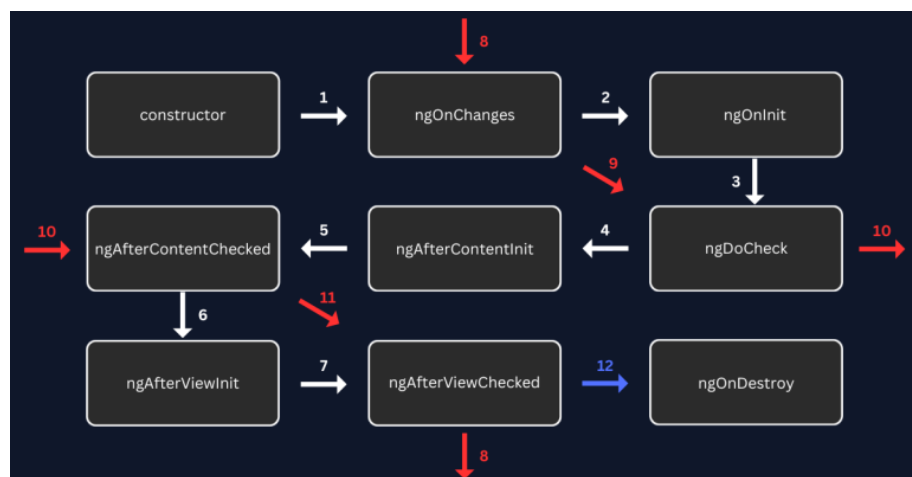 8
constructor
1
ngOnChanges
2
ngOnInit
9
3
10
ngAfterContentChecked
5
ngAfterContentInit
4
ngDoCheck
10
6
11
ngAfterViewInit
7
ngAfterViewChecked
12
ngOnDestroy
8